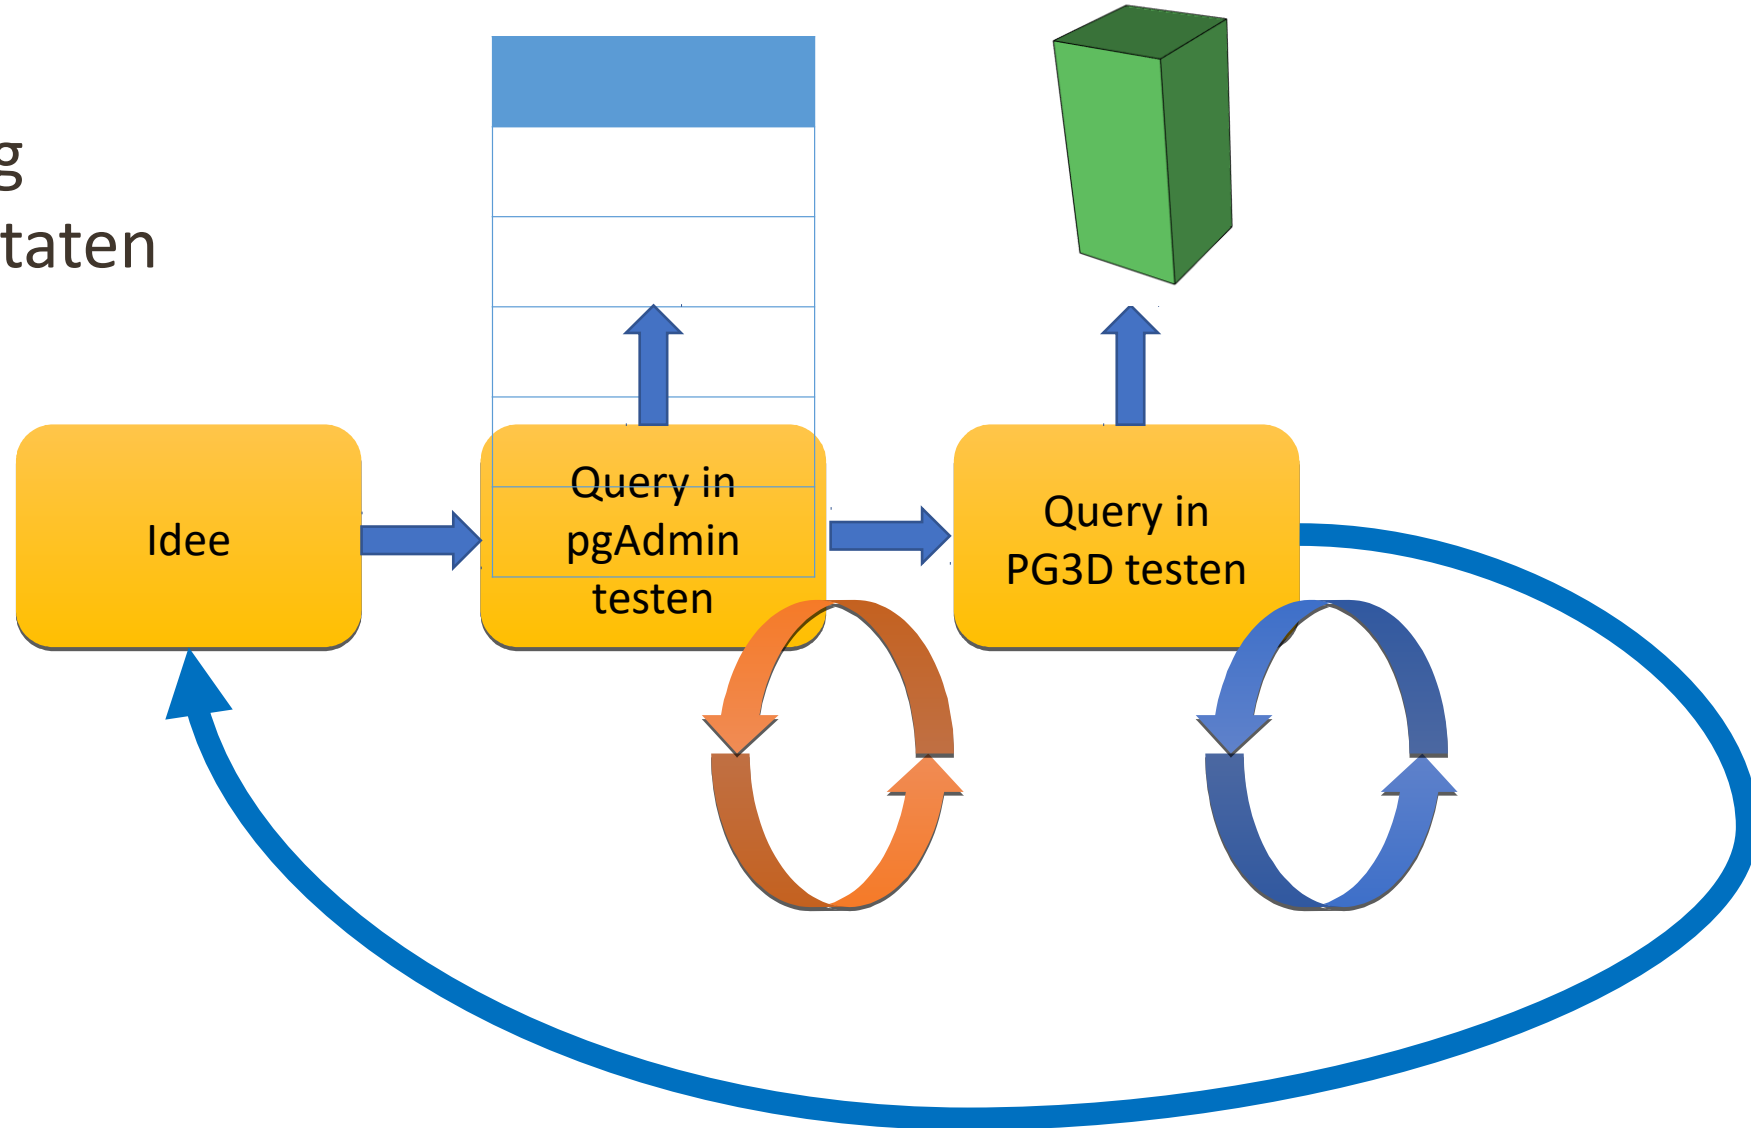 g
taten
Idee
Query in
pgAdmin
testen
Query in
PG3D testen